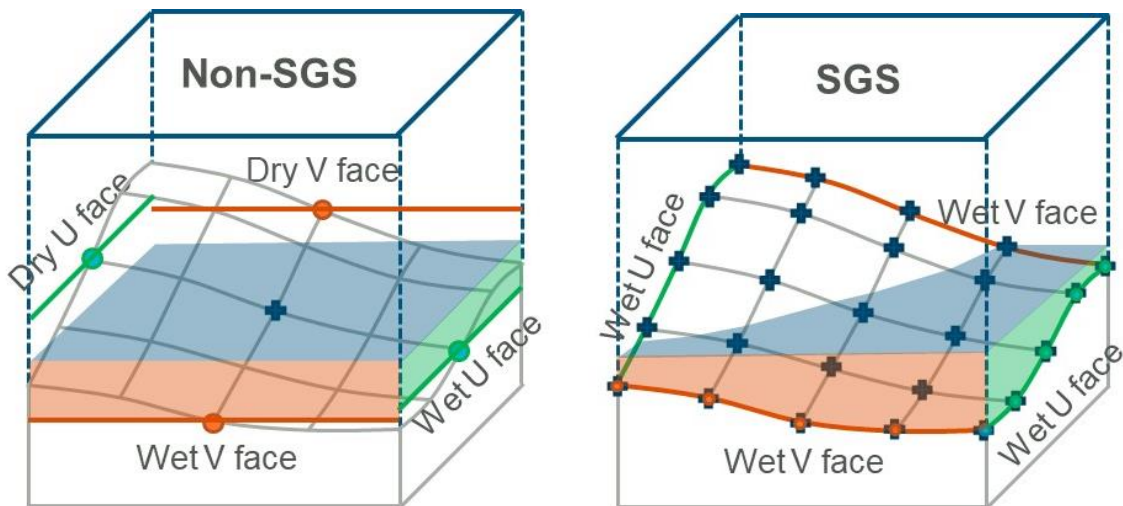 Non-SGS
Dry V face
Dry U face
Wet U face
Wet V face
SGS
Wet V face
Wet U face
Wet U face
Wet V face